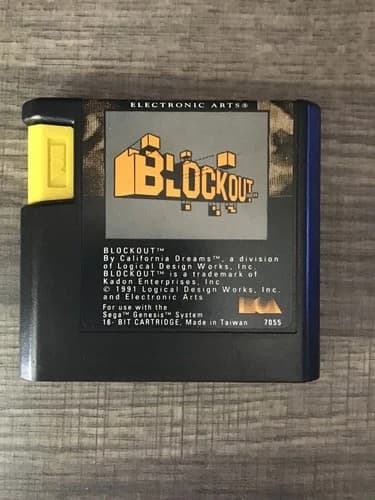 ELECTRONIC ARTS®
BLOCKOUT™
BLOCKOUT™
By California Dreams™, a division
of Logical Design Works, Inc.
BLOCKOUT™ is a trademark of
Kadon Enterprises, Inc.
© 1991 Logical Design Works, Inc.
and Electronic Arts
For use with the
Sega™ Genesis™ System
16- BIT CARTRIDGE, Made in Taiwan 7055
EA